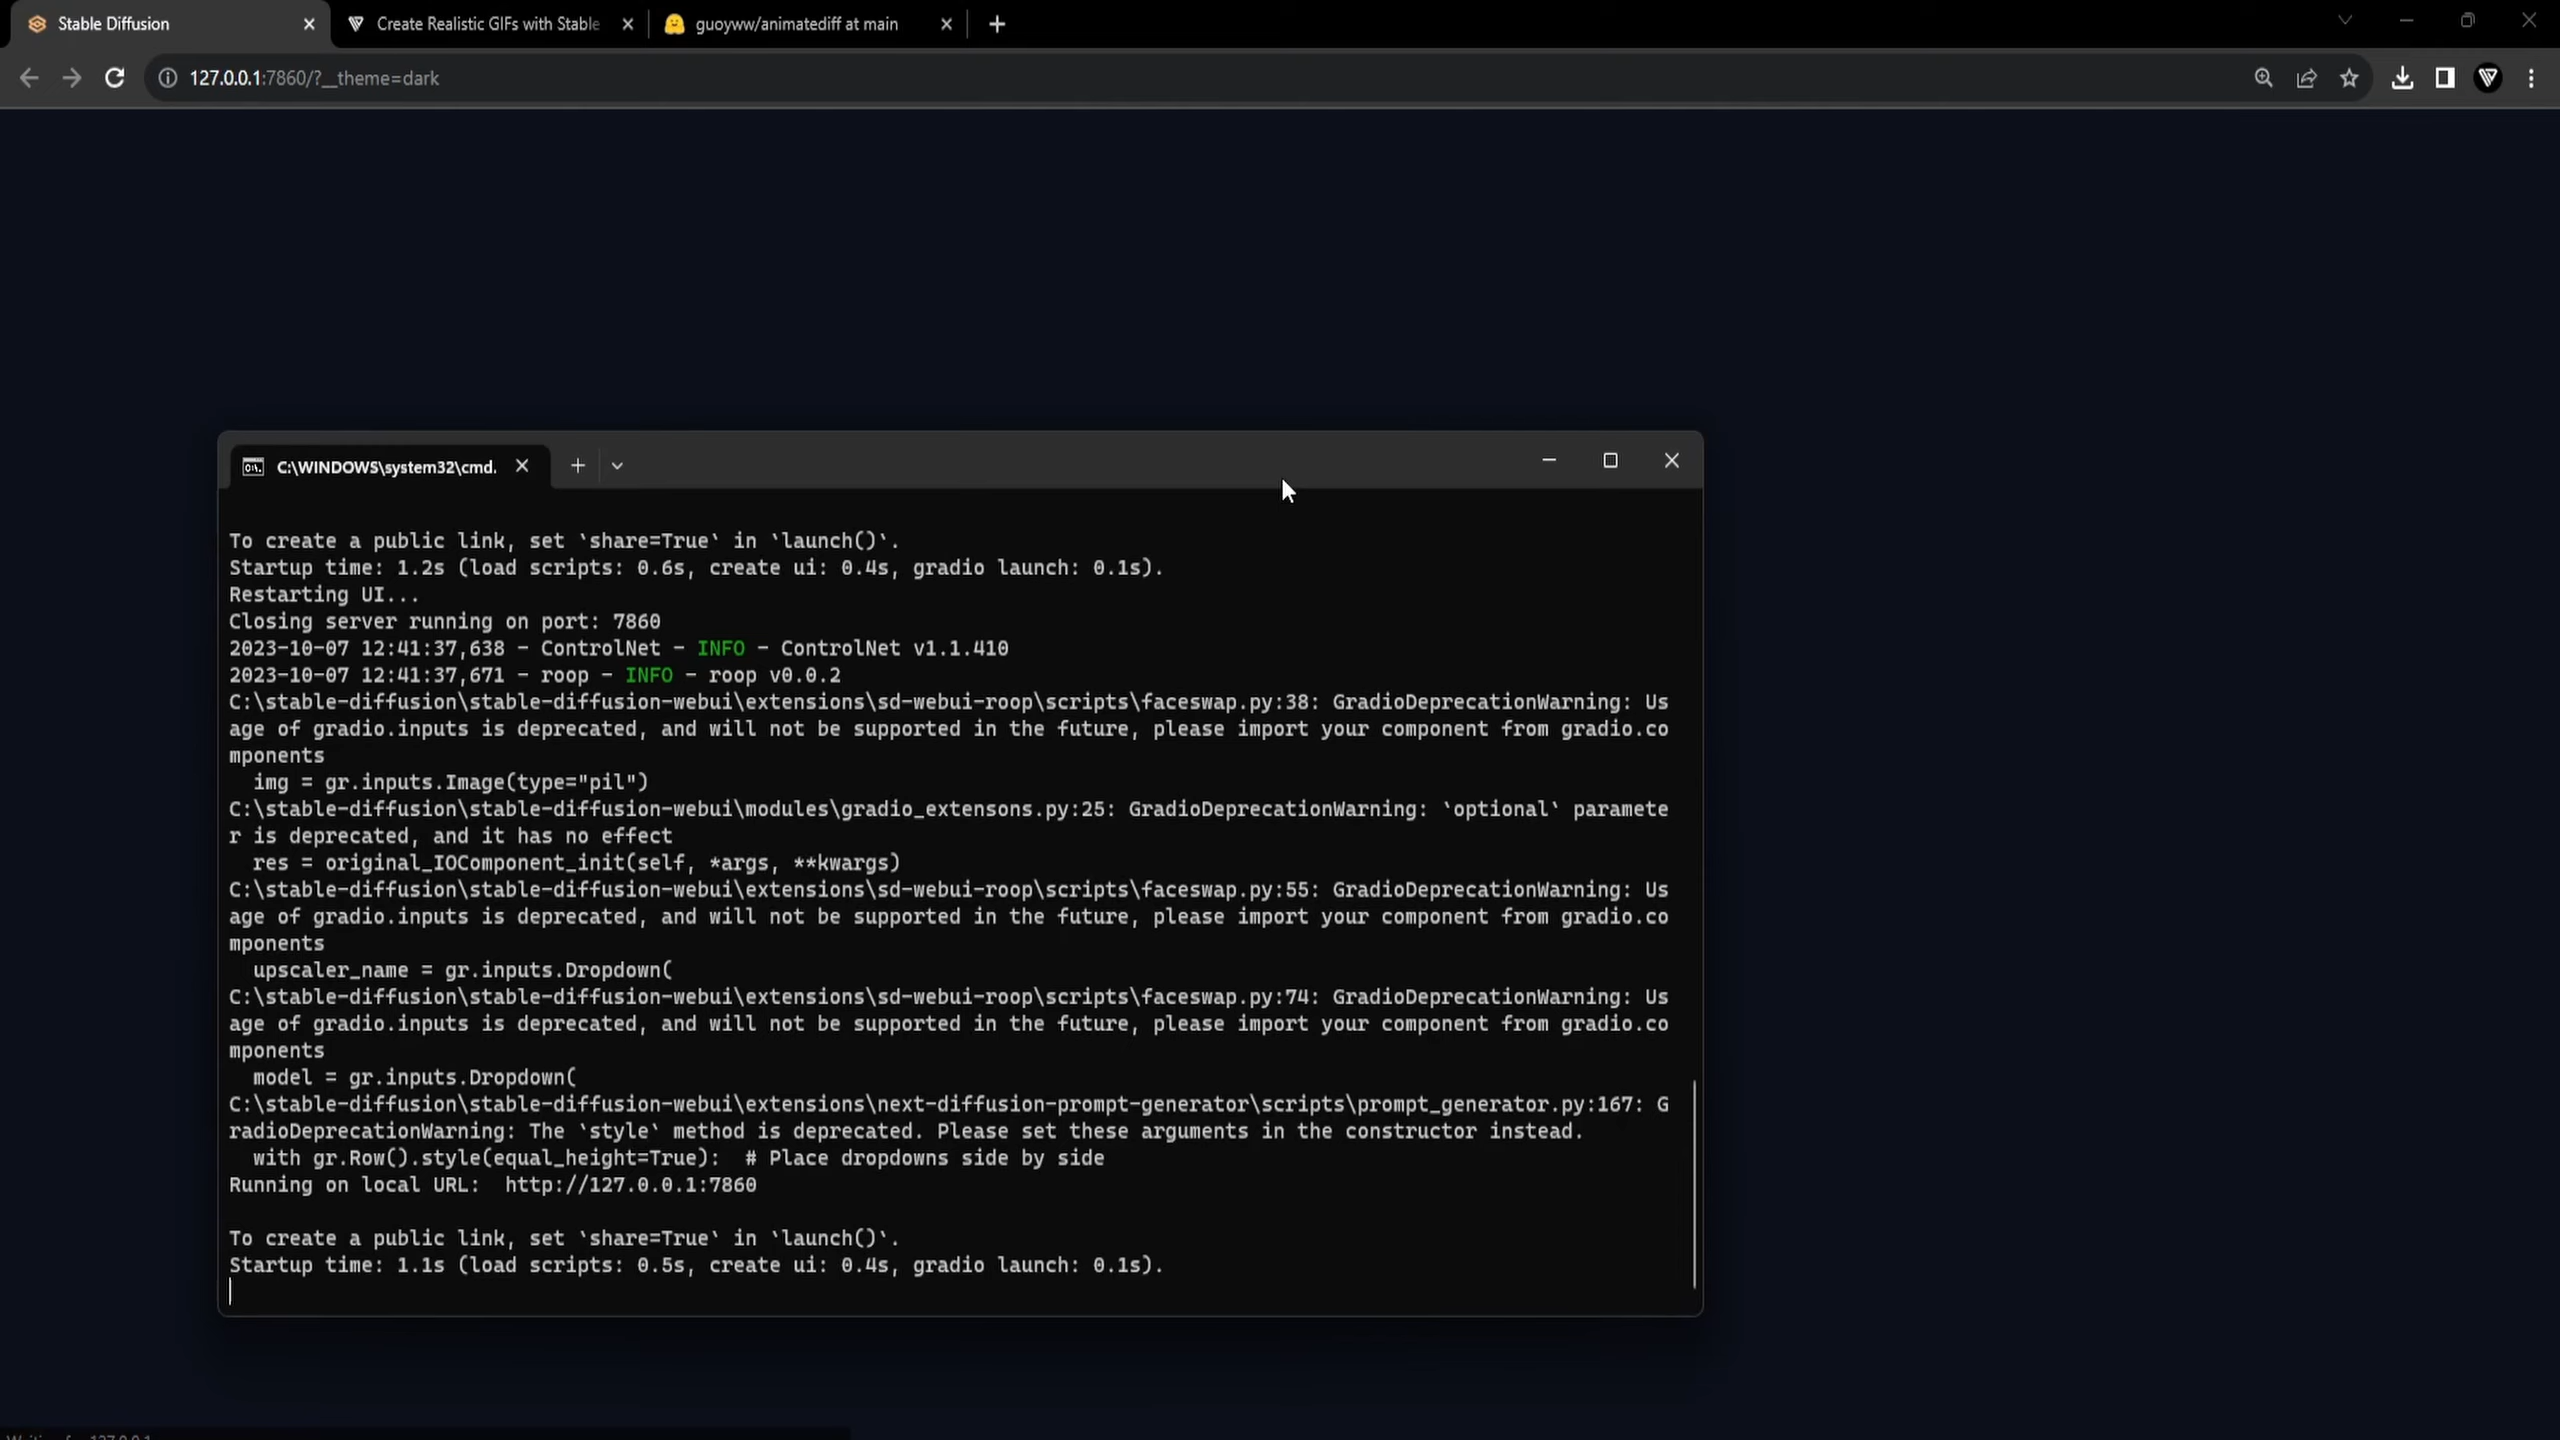 Stable Diffusion
Create Realistic GIFs with Stable
guoyww/animatediff at main
127.0.0.1:7860/?__theme=dark
C:\WINDOWS\system32\cmd.
To create a public link, set `share=True` in `launch()`.
Startup time: 1.2s (load scripts: 0.6s, create ui: 0.4s, gradio launch: 0.1s).
Restarting UI...
Closing server running on port: 7860
2023-10-07 12:41:37,638 - ControlNet - INFO - ControlNet v1.1.410
2023-10-07 12:41:37,671 - roop - INFO - roop v0.0.2
C:\stable-diffusion\stable-diffusion-webui\extensions\sd-webui-roop\scripts\faceswap.py:38: GradioDeprecationWarning: Us
age of gradio.inputs is deprecated, and will not be supported in the future, please import your component from gradio.co
mponents
  img = gr.inputs.Image(type="pil")
C:\stable-diffusion\stable-diffusion-webui\modules\gradio_extensons.py:25: GradioDeprecationWarning: `optional` paramete
r is deprecated, and it has no effect
  res = original_IOComponent_init(self, *args, **kwargs)
C:\stable-diffusion\stable-diffusion-webui\extensions\sd-webui-roop\scripts\faceswap.py:55: GradioDeprecationWarning: Us
age of gradio.inputs is deprecated, and will not be supported in the future, please import your component from gradio.co
mponents
  upscaler_name = gr.inputs.Dropdown(
C:\stable-diffusion\stable-diffusion-webui\extensions\sd-webui-roop\scripts\faceswap.py:74: GradioDeprecationWarning: Us
age of gradio.inputs is deprecated, and will not be supported in the future, please import your component from gradio.co
mponents
  model = gr.inputs.Dropdown(
C:\stable-diffusion\stable-diffusion-webui\extensions\next-diffusion-prompt-generator\scripts\prompt_generator.py:167: G
radioDeprecationWarning: The `style` method is deprecated. Please set these arguments in the constructor instead.
  with gr.Row().style(equal_height=True):  # Place dropdowns side by side
Running on local URL:  http://127.0.0.1:7860
To create a public link, set `share=True` in `launch()`.
Startup time: 1.1s (load scripts: 0.5s, create ui: 0.4s, gradio launch: 0.1s).